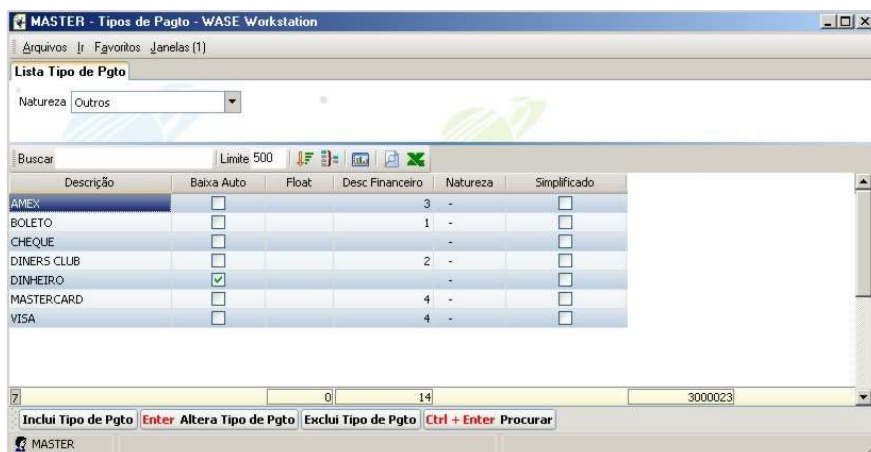 MASTER - Tipos de Pagto - WASE Workstation
Arquivos Ir Favoritos Janelas (1)
Lista Tipo de Pgto
Natureza Outros
Buscar Limite 500
Descrição Baixa Auto Float Desc Financeiro Natureza Simplificado
AMEX 3 -
BOLETO 1 -
CHEQUE -
DINERS CLUB 2 -
DINHEIRO -
MASTERCARD 4 -
VISA 4 -
7 0 14 3000023
Inclui Tipo de Pgto Enter Altera Tipo de Pgto Exclui Tipo de Pgto Ctrl + Enter Procurar
MASTER